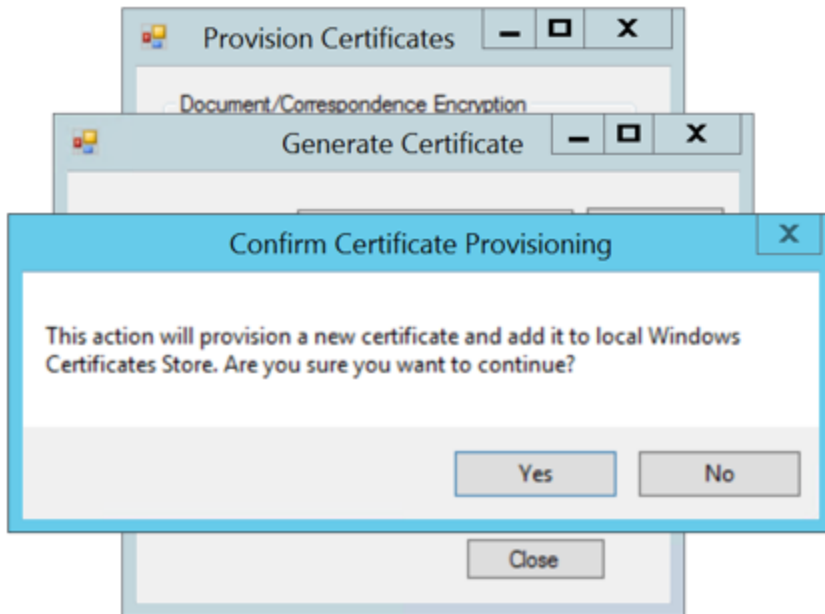 Provision Certificates
Document/Correspondence Encryption
Generate Certificate
Confirm Certificate Provisioning
This action will provision a new certificate and add it to local Windows
Certificates Store. Are you sure you want to continue?
Yes No
Close